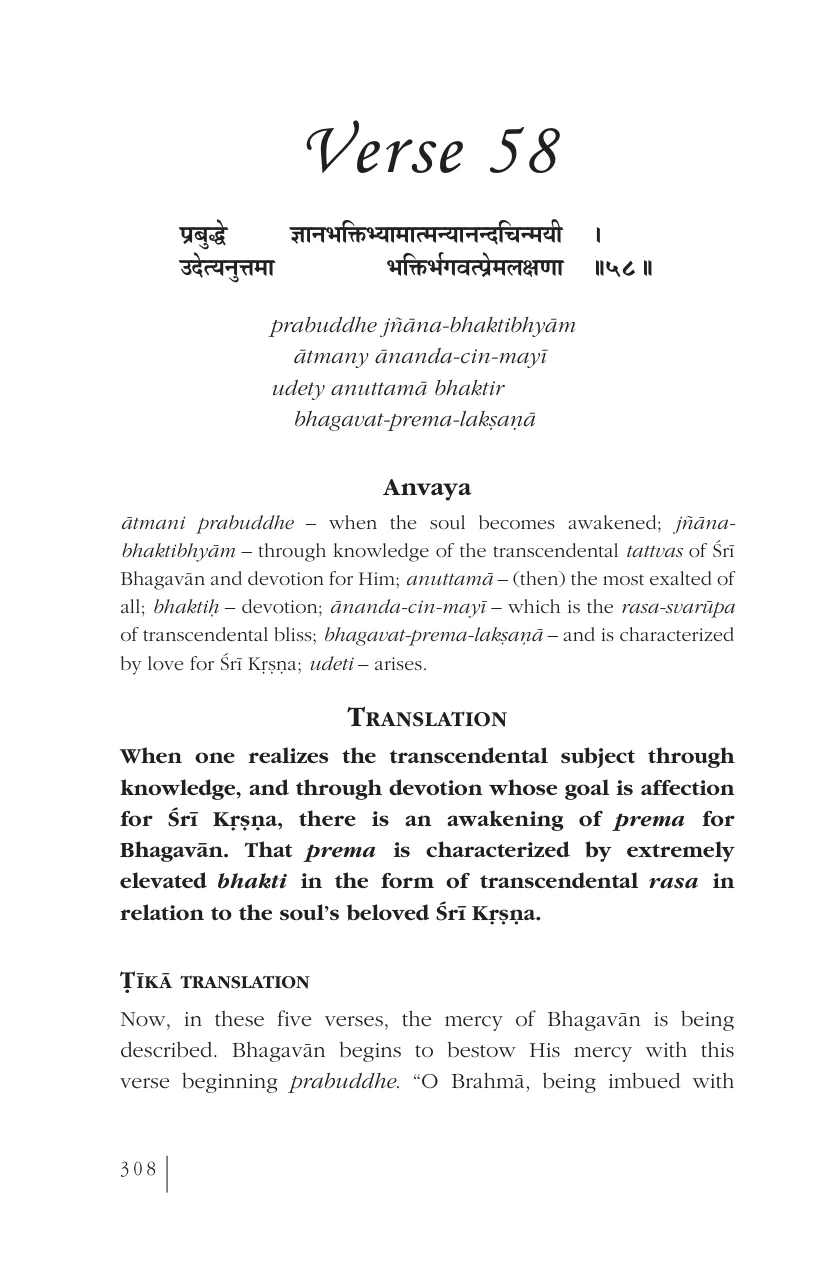 Verse 58
प्रबुद्धे ज्ञानभक्तिभ्यामात्मन्यानन्दचिन्मयी ।
उदेत्यनुत्तमा भक्तिर्भगवत्प्रेमलक्षणा ॥५८॥
prabuddhe jñāna-bhaktibhyām
ātmany ānanda-cin-mayī
udety anuttamā bhaktir
bhagavat-prema-lakṣaṇā
Anvaya
ātmani prabuddhe – when the soul becomes awakened; jñāna-
bhaktibhyām – through knowledge of the transcendental tattvas of Śrī
Bhagavān and devotion for Him; anuttamā – (then) the most exalted of
all; bhaktiḥ – devotion; ānanda-cin-mayī – which is the rasa-svarūpa
of transcendental bliss; bhagavat-prema-lakṣaṇā – and is characterized
by love for Śrī Kṛṣṇa; udeti – arises.
TRANSLATION
When one realizes the transcendental subject through
knowledge, and through devotion whose goal is affection
for Śrī Kṛṣṇa, there is an awakening of prema for
Bhagavān. That prema is characterized by extremely
elevated bhakti in the form of transcendental rasa in
relation to the soul’s beloved Śrī Kṛṣṇa.
ṬĪKĀ TRANSLATION
Now, in these five verses, the mercy of Bhagavān is being
described. Bhagavān begins to bestow His mercy with this
verse beginning prabuddhe. “O Brahmā, being imbued with
308